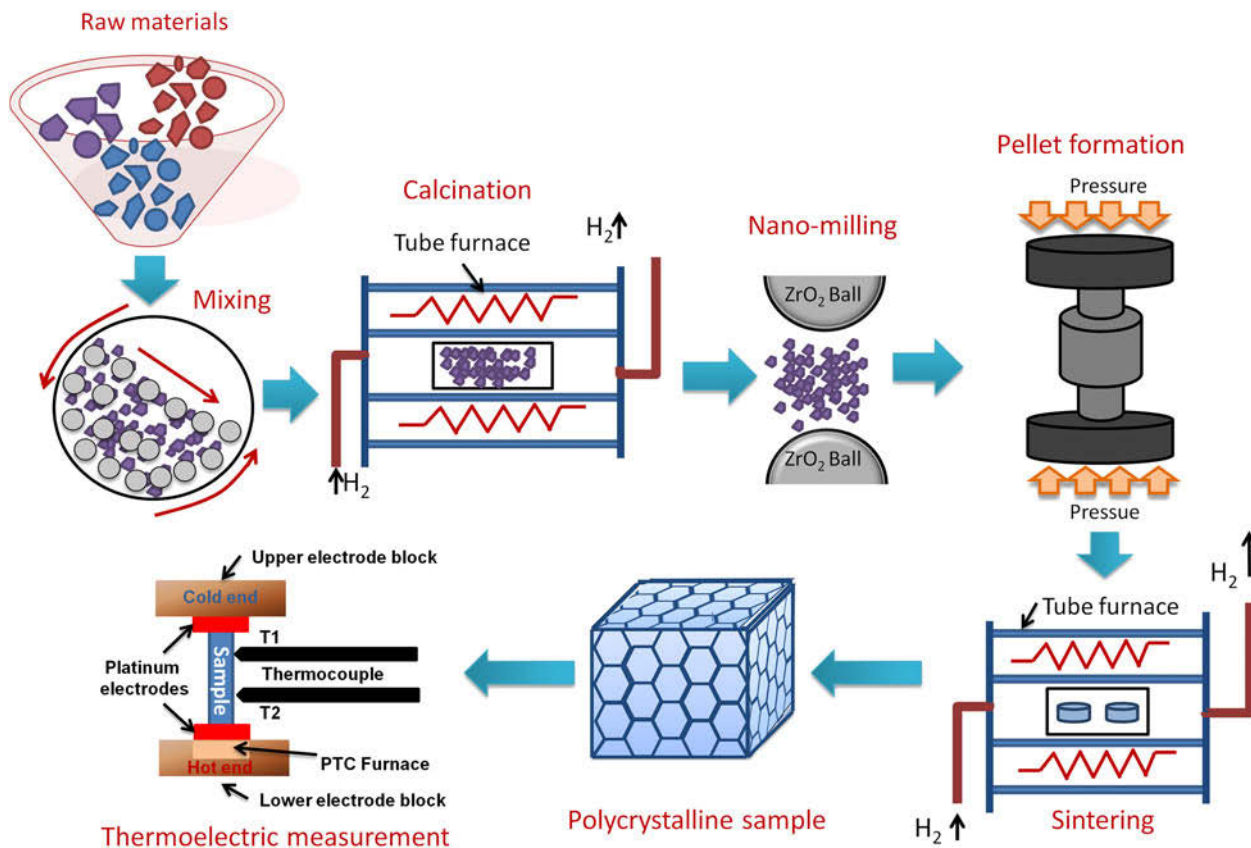 Raw materials
Mixing
Calcination
Tube furnace
H₂
H₂
Nano-milling
ZrO₂ Ball
ZrO₂ Ball
Pellet formation
Pressure
Pressue
H₂
Tube furnace
H₂
Sintering
Polycrystalline sample
Upper electrode block
Cold end
T1
Sample
Thermocouple
Platinum
electrodes
T2
PTC Furnace
Hot end
Lower electrode block
Thermoelectric measurement